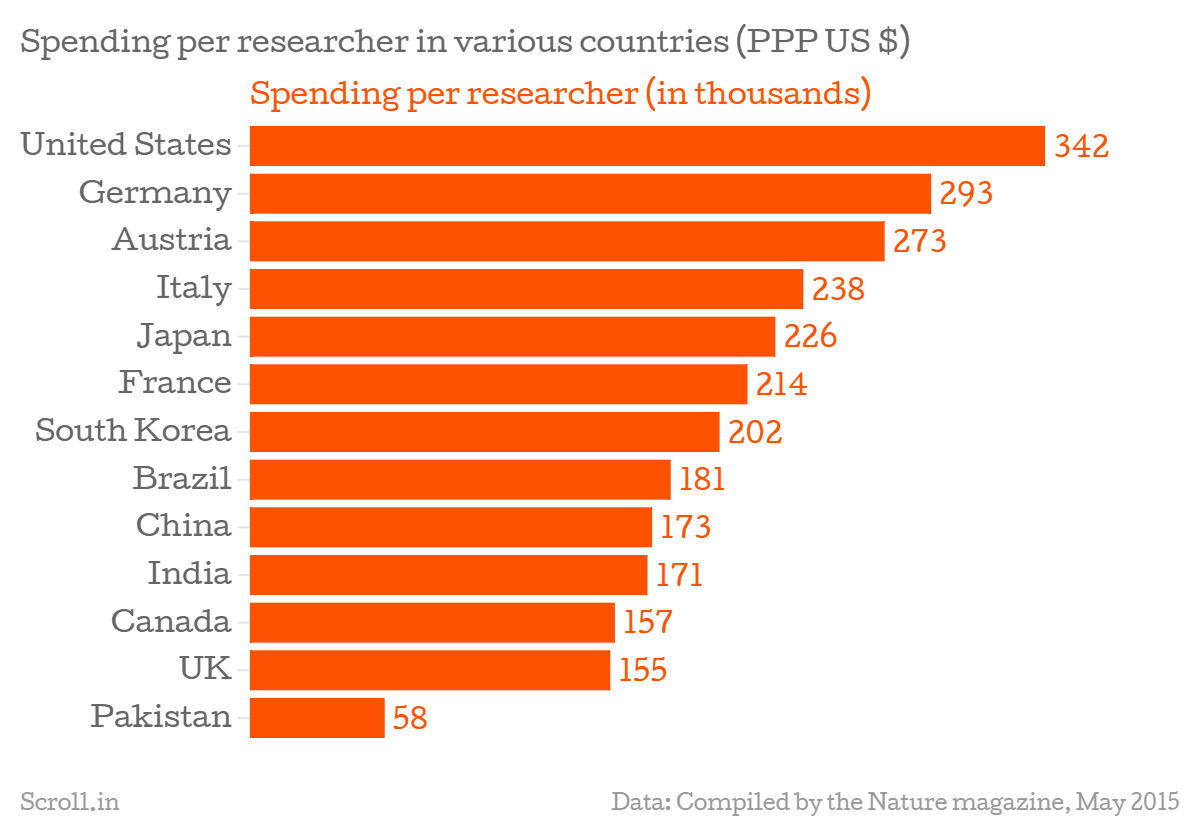 Spending per researcher in various countries (PPP US $)
Spending per researcher (in thousands)
United States 342
Germany 293
Austria 273
Italy 238
Japan 226
France 214
South Korea 202
Brazil 181
China 173
India 171
Canada 157
UK 155
Pakistan 58
Scroll.in Data: Compiled by the Nature magazine, May 2015